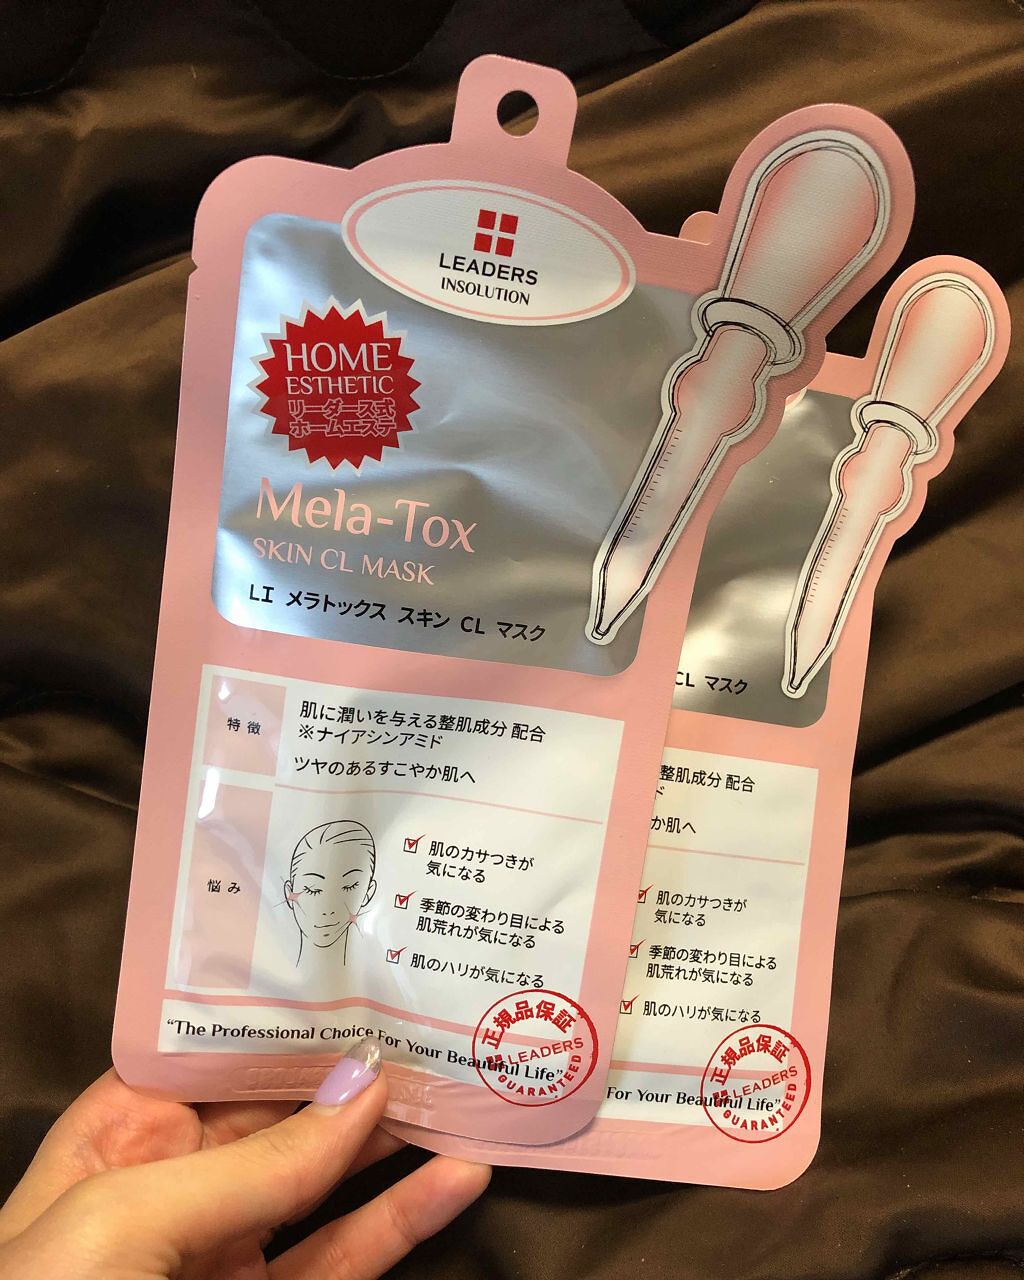 LEADERS
INSOLUTION
HOME
ESTHETIC
リーダース式
ホームエステ
Mela-Tox
SKIN CL MASK
LI メラトックス スキン CL マスク
特徴
肌に潤いを与える整肌成分 配合
※ナイアシンアミド
ツヤのあるすこやか肌へ
悩み
肌のカサつきが
気になる
季節の変わり目による
肌荒れが気になる
肌のハリが気になる
“The Professional Choice For Your Beautiful Life”
正規品保証
LEADERS
GUARANTEED
CL マスク
整肌成分 配合
ド
か肌へ
肌のカサつきが
気になる
季節の変わり目による
肌荒れが気になる
肌のハリが気になる
For Your Beautiful Life”
正規品保証
LEADERS
GUARANTEED